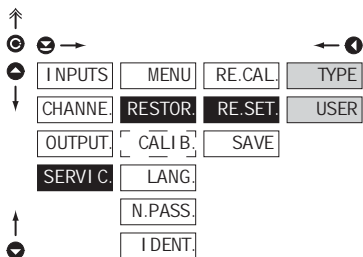 INPUTS MENU RE.CAL. TYPE
CHANNE. RESTOR. RE.SET. USER
OUTPUT. CALIB. SAVE
SERVIC. LANG.
N.PASS.
IDENT.